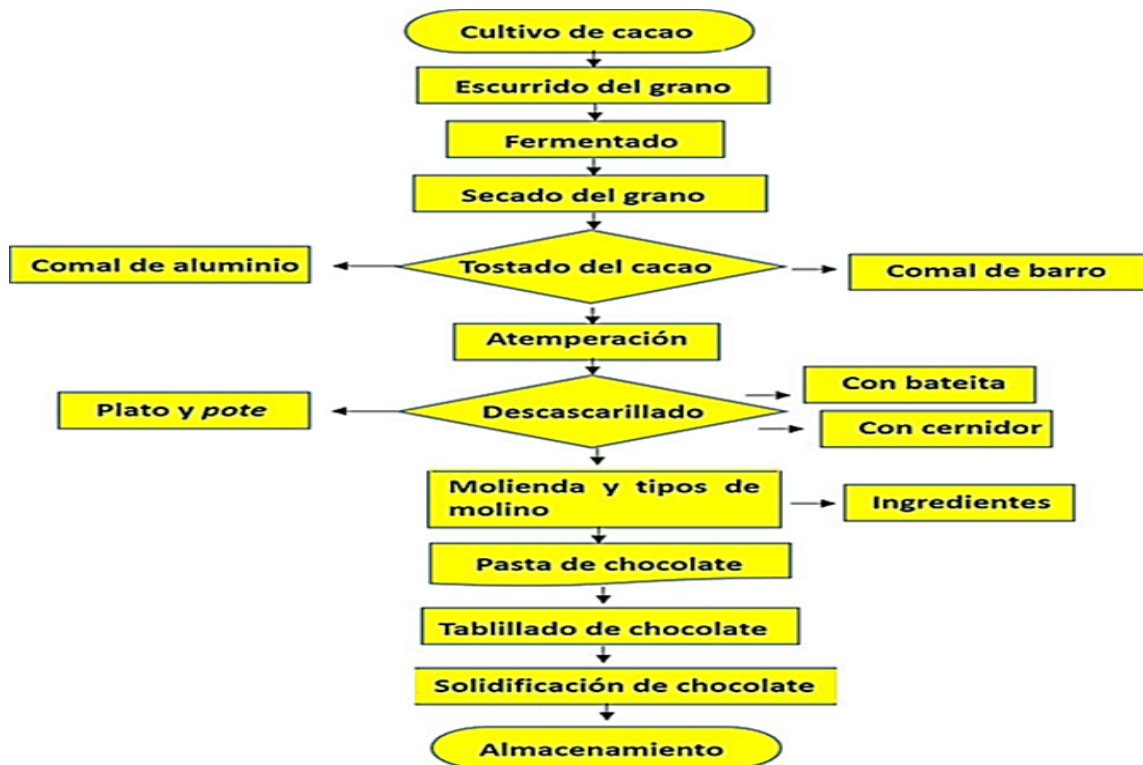 Cultivo de cacao
Escurrido del grano
Fermentado
Secado del grano
Comal de aluminio
Tostado del cacao
Comal de barro
Atemperación
Con bateita
Plato y pote
Descascarillado
Con cernidor
Molienda y tipos de
molino
Ingredientes
Pasta de chocolate
Tablillado de chocolate
Solidificación de chocolate
Almacenamiento